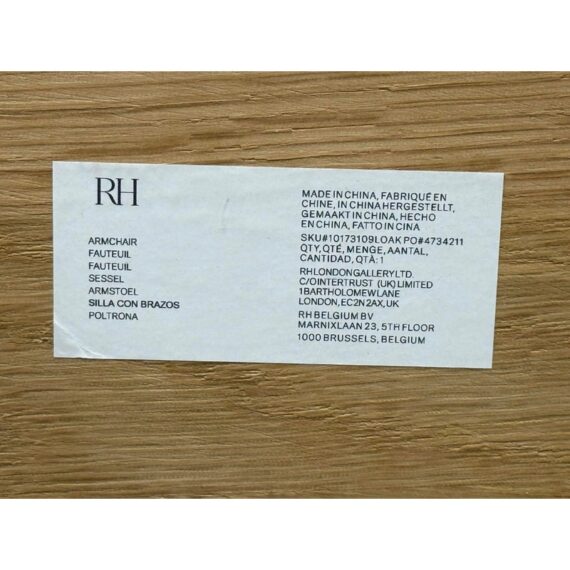 RH
ARMCHAIR
FAUTEUIL
FAUTEUIL
SESSEL
ARMSTOEL
SILLA CON BRAZOS
POLTRONA
MADE IN CHINA, FABRIQUÉ EN
CHINE, IN CHINA HERGESTELLT,
GEMAAKT IN CHINA, HECHO
EN CHINA, FATTO IN CINA
SKU#10173109LOAK PO#4734211
QTY,QTÉ, MENGE, AANTAL,
CANTIDAD, QTÀ: 1
RH LONDON GALLERY LTD.
C/O INTERTRUST (UK) LIMITED
1 BARTHOLOMEW LANE
LONDON, EC2N 2AX, UK
RH BELGIUM BV
MARNIXLAAN 23, 5TH FLOOR
1000 BRUSSELS, BELGIUM